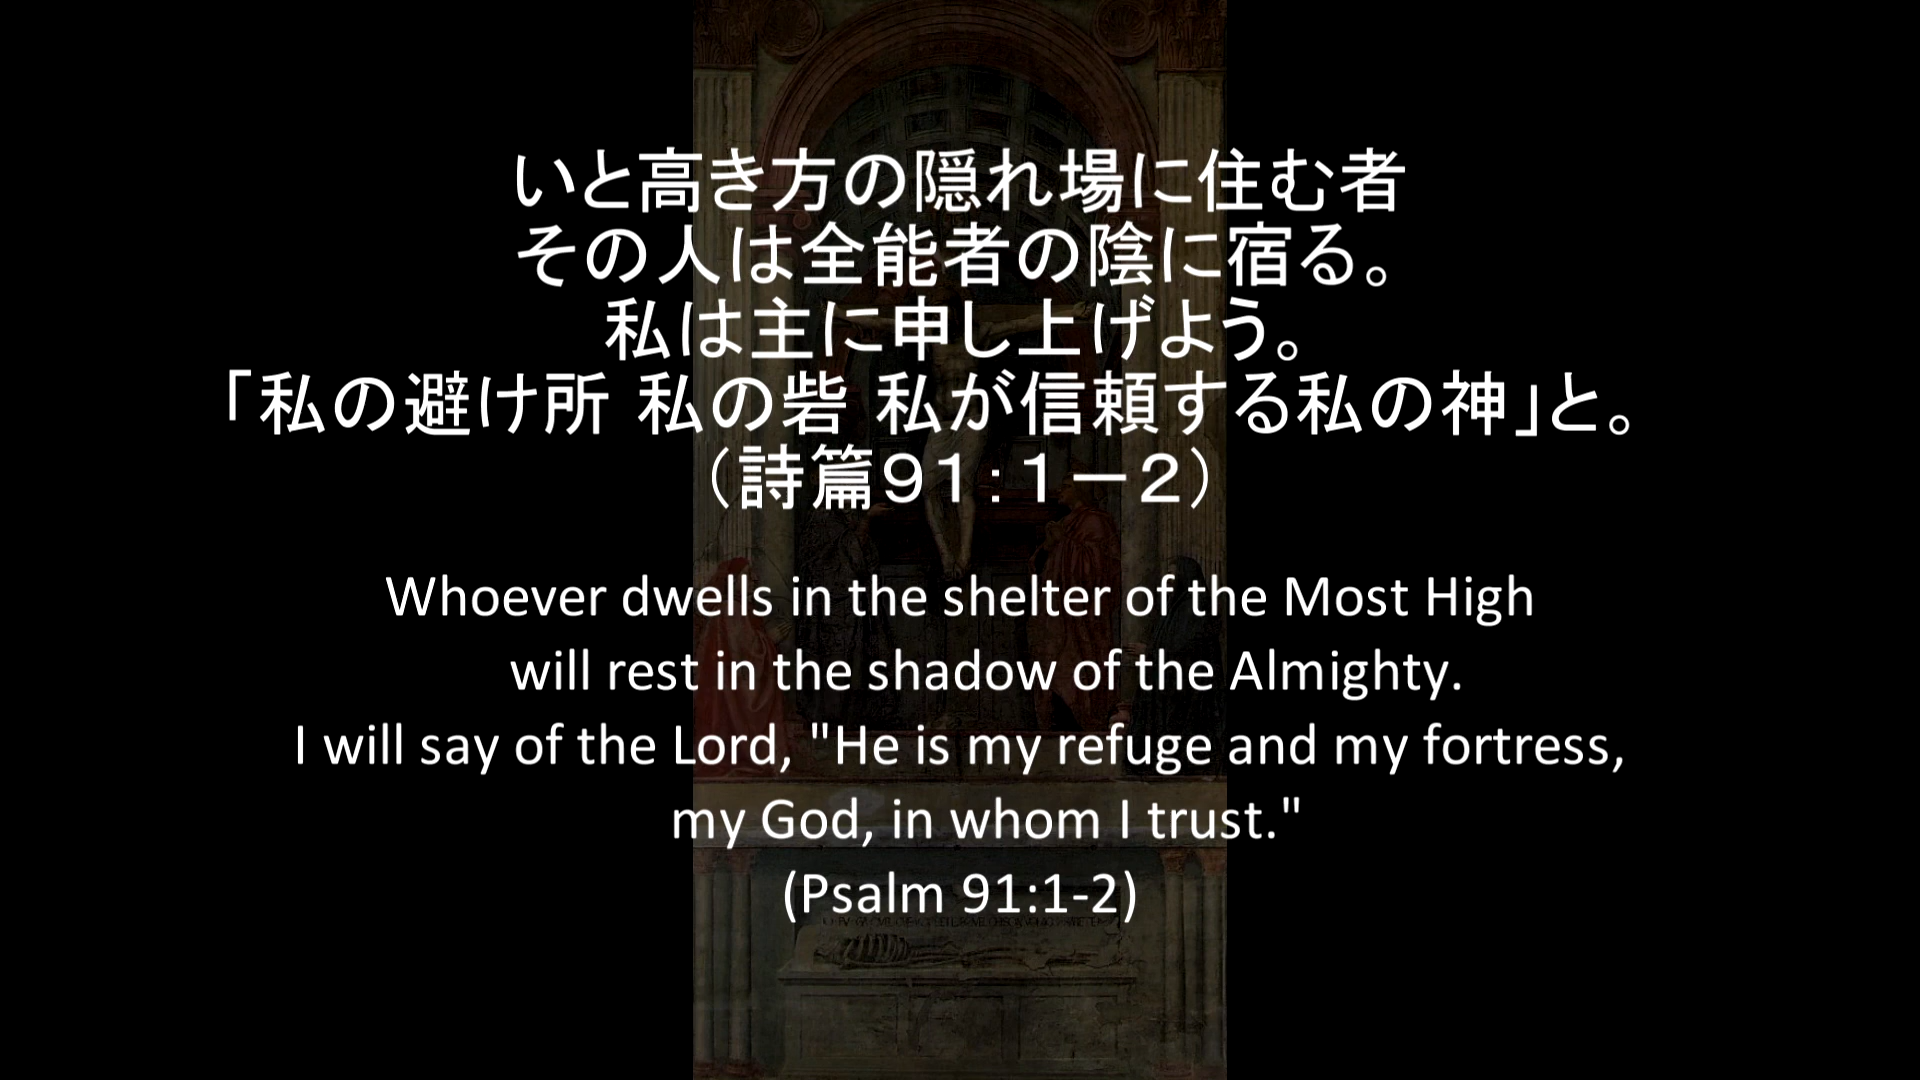 いと高き方の隠れ場に住む者
その人は全能者の陰に宿る。
私は主に申し上げよう。
「私の避け所 私の砦 私が信頼する私の神」と。
（詩篇９１：１－２）
Whoever dwells in the shelter of the Most High
will rest in the shadow of the Almighty.
I will say of the Lord, "He is my refuge and my fortress,
my God, in whom I trust."
(Psalm 91:1-2)